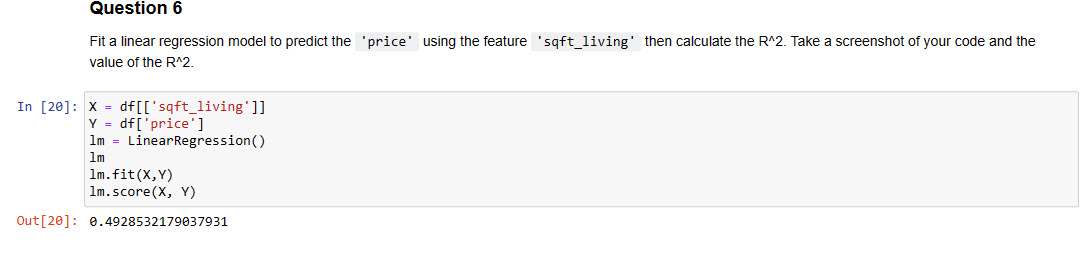 Question 6
Fit a linear regression model to predict the 'price' using the feature 'sqft_living' then calculate the R^2. Take a screenshot of your code and the
value of the R^2.
In [20]: X = df[['sqft_living']]
Y = df['price']
lm = LinearRegression()
lm
lm.fit(X,Y)
lm.score(X, Y)
Out[20]: 0.4928532179037931